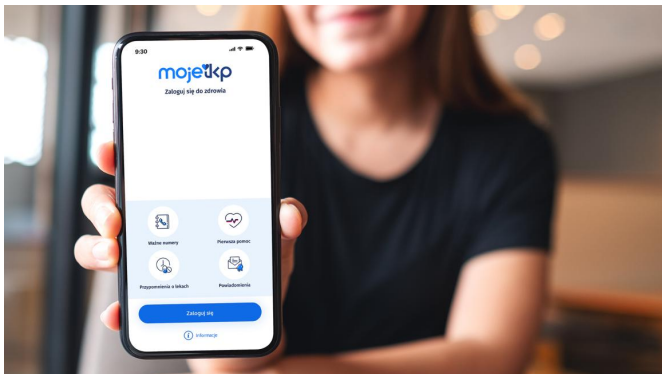 9:30
mojeikp
Zaloguj się do zdrowia
Ważne numery
Pierwsza pomoc
Przypomnienia o lekach
Powiadomienia
Zaloguj się
Informacje